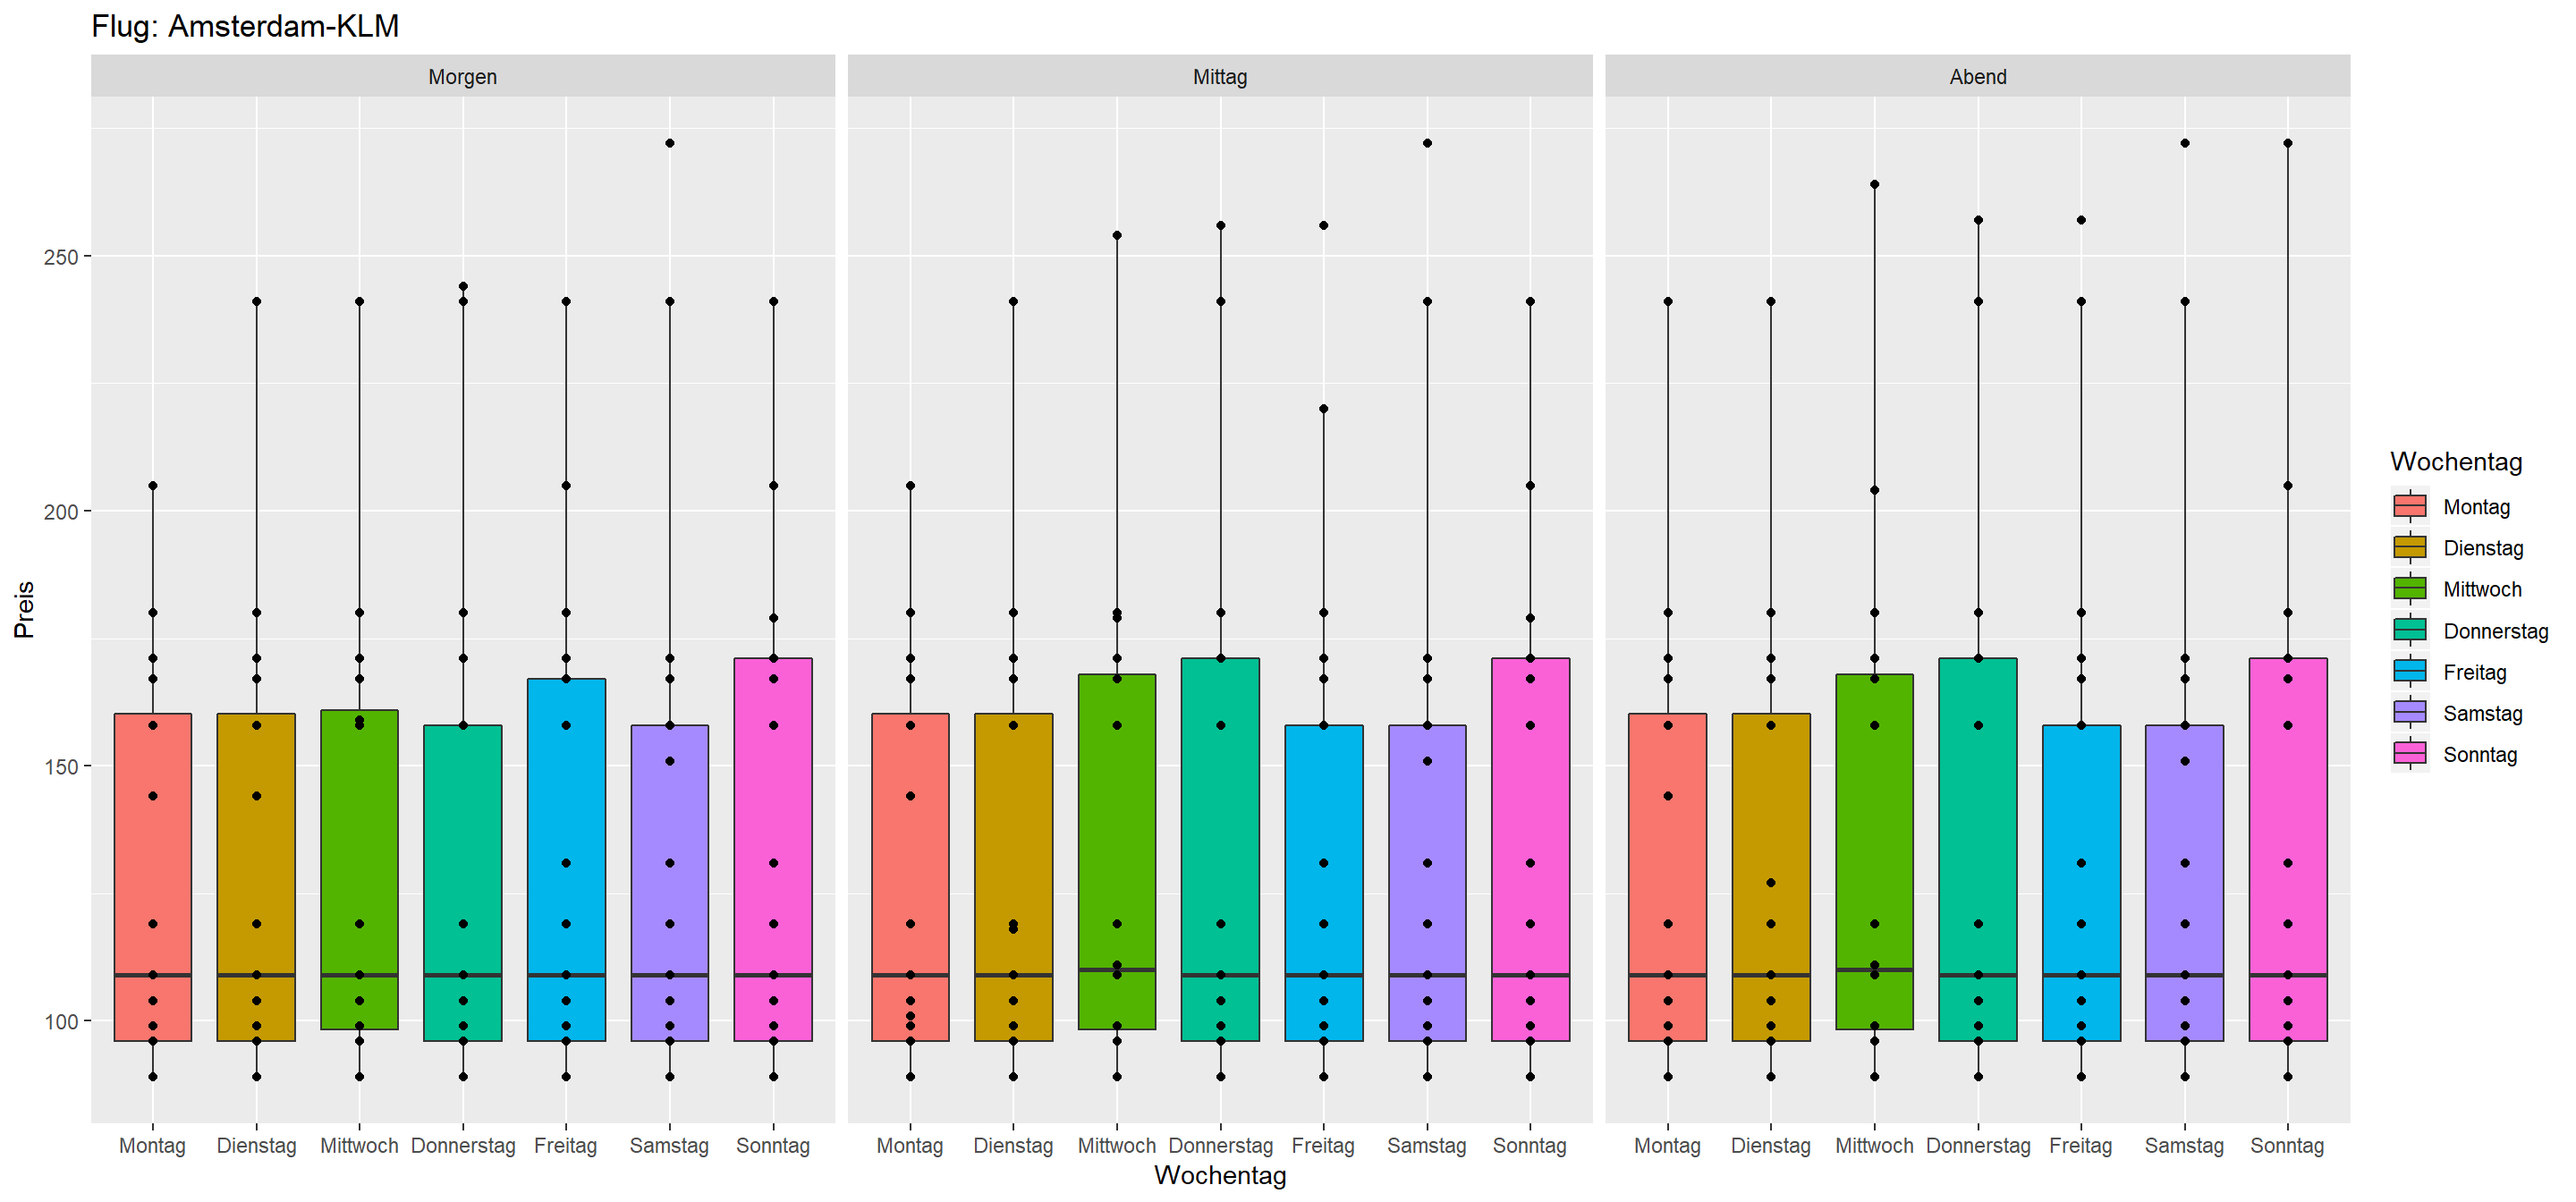 Flug: Amsterdam-KLM
Morgen Mittag Abend
250
200
150
100
Preis
Montag Dienstag Mittwoch Donnerstag Freitag Samstag Sonntag Montag Dienstag Mittwoch Donnerstag Freitag Samstag Sonntag Montag Dienstag Mittwoch Donnerstag Freitag Samstag Sonntag
Wochentag
Wochentag
Montag
Dienstag
Mittwoch
Donnerstag
Freitag
Samstag
Sonntag